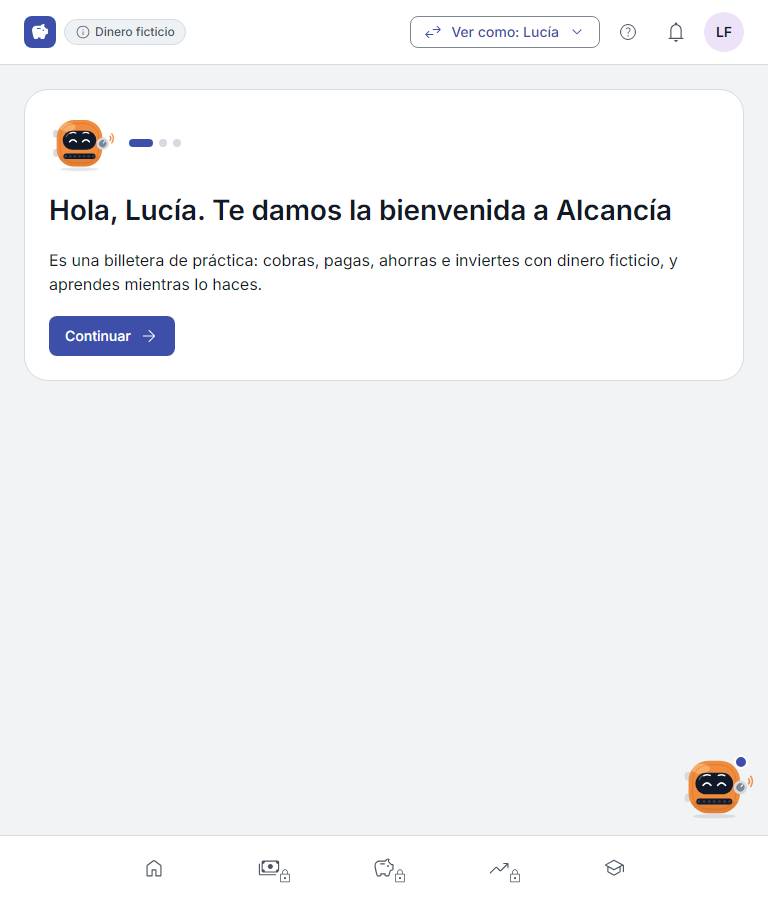 Dinero ficticio
Ver como: Lucía
LF
Hola, Lucía. Te damos la bienvenida a Alcancía
Es una billetera de práctica: cobras, pagas, ahorras e inviertes con dinero ficticio, y
aprendes mientras lo haces.
Continuar